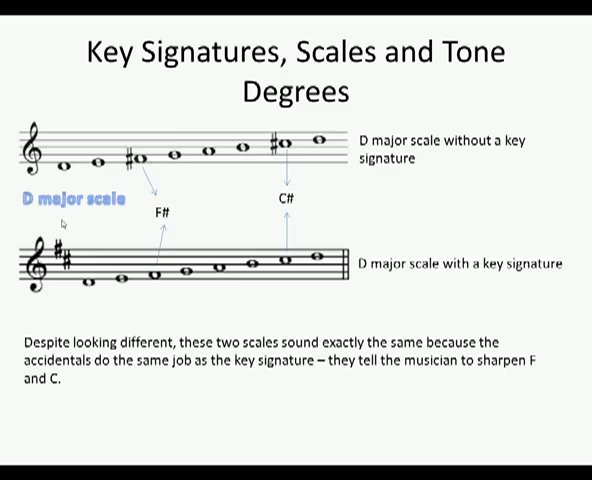 Key Signatures, Scales and Tone
Degrees
D major scale without a key
signature
D major scale
F#
C#
D major scale with a key signature
Despite looking different, these two scales sound exactly the same because the
accidentals do the same job as the key signature – they tell the musician to sharpen F
and C.